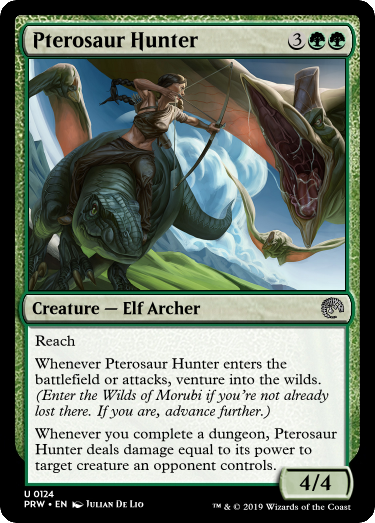 Pterosaur Hunter 3
Creature — Elf Archer
Reach
Whenever Pterosaur Hunter enters the
battlefield or attacks, venture into the wilds.
(Enter the Wilds of Morubi if you're not already
lost there. If you are, advance further.)
Whenever you complete a dungeon, Pterosaur
Hunter deals damage equal to its power to
target creature an opponent controls.
4/4
U 0124
PRW • EN Julian De Lio
™ & © 2019 Wizards of the Coast